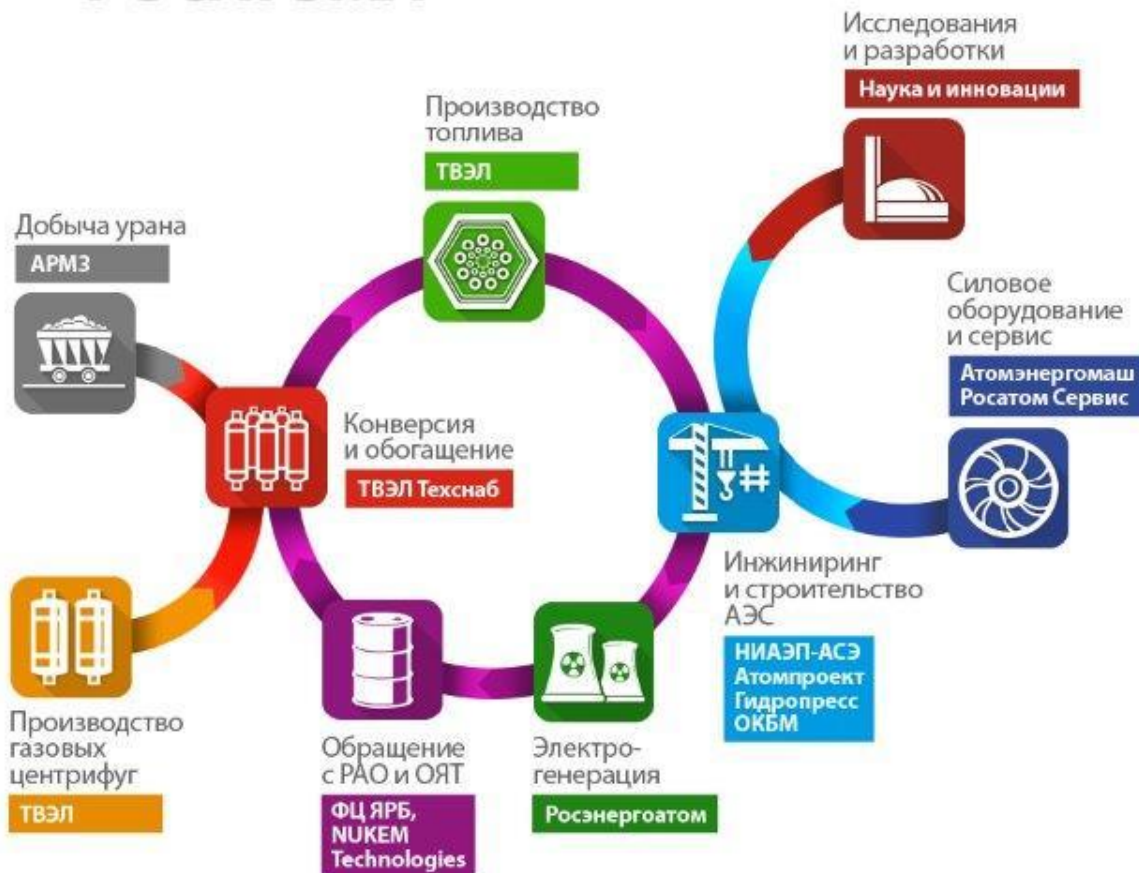 Исследования
и разработки
Наука и инновации
Производство
топлива
ТВЭЛ
Добыча урана
АРМЗ
Силовое
оборудование
и сервис
Атомэнергомаш
Росатом Сервис
Конверсия
и обогащение
ТВЭЛ Техснаб
Инжиниринг
и строительство
АЭС
НИАЭП-АСЭ
Атомпроект
Гидропресс
ОКБМ
Производство
газовых
центрифуг
ТВЭЛ
Обращение
с РАО и ОЯТ
ФЦ ЯРБ,
NUKEM
Technologies
Электро-
генерация
Росэнергоатом